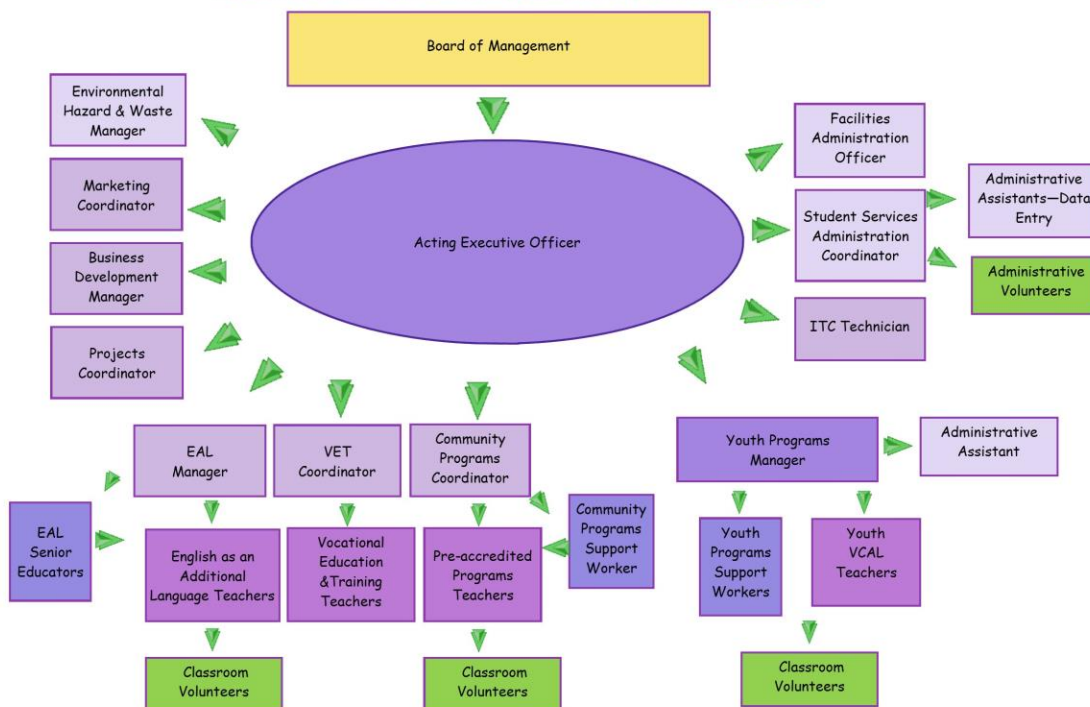 Board of Management
Environmental
Hazard & Waste
Manager
Facilities
Administration
Officer
Marketing
Coordinator
Administrative
Assistants—Data
Entry
Student Services
Administration
Coordinator
Acting Executive Officer
Business
Development
Manager
Administrative
Volunteers
ITC Technician
Projects
Coordinator
EAL
Manager
VET
Coordinator
Community
Programs
Coordinator
Youth Programs
Manager
Administrative
Assistant
EAL
Senior
Educators
English as an
Additional
Language Teachers
Vocational
Education
&Training
Teachers
Pre-accredited
Programs
Teachers
Community
Programs
Support
Worker
Youth
Programs
Support
Workers
Youth
VCAL
Teachers
Classroom
Volunteers
Classroom
Volunteers
Classroom
Volunteers